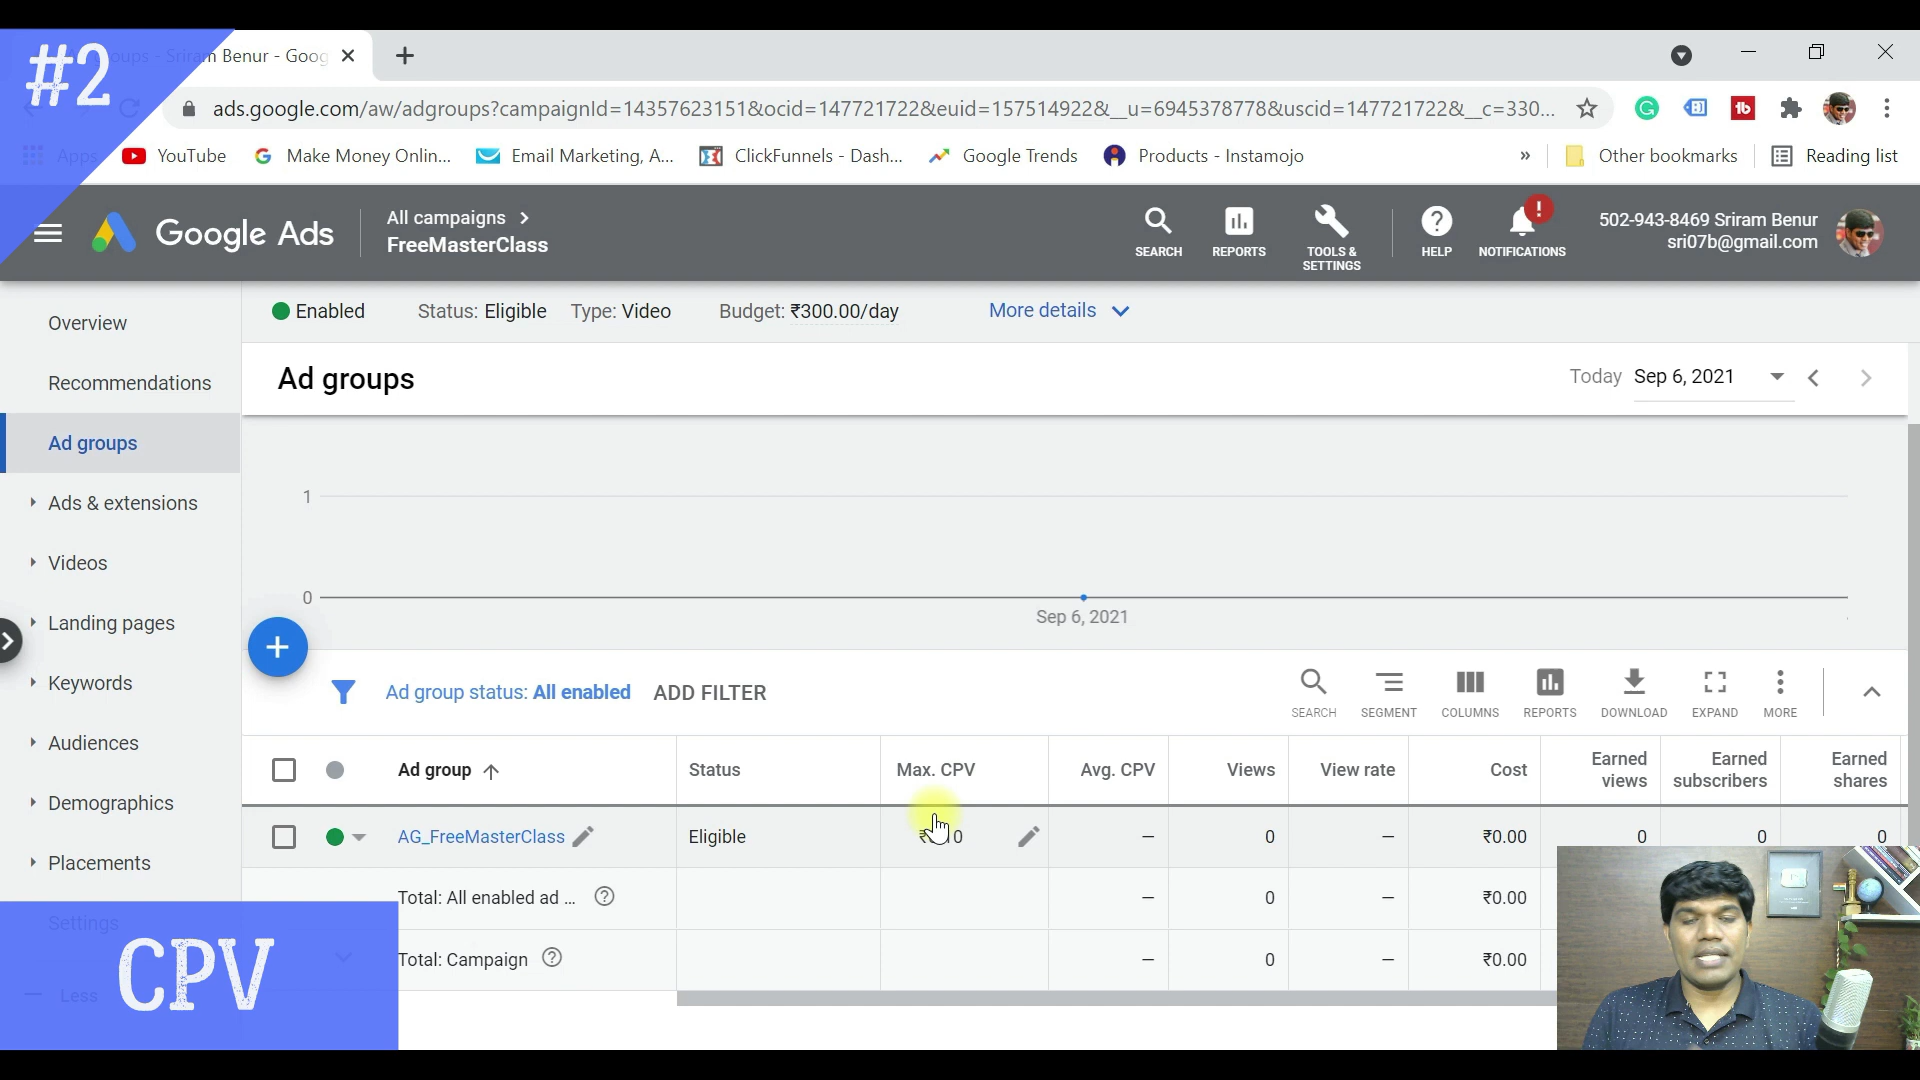 #2
Sriram Benur - Goog
ads.google.com/aw/adgroups?campaignId=14357623151&ocid=147721722&euid=157514922&__u=6945378778&uscid=147721722&__c=330...
Apps
YouTube
Make Money Onlin...
Email Marketing, A...
ClickFunnels - Dash...
Google Trends
Products - Instamojo
»
Other bookmarks
Reading list
Google Ads
All campaigns >
FreeMasterClass
SEARCH
REPORTS
TOOLS &
SETTINGS
HELP
NOTIFICATIONS
502-943-8469 Sriram Benur
sri07b@gmail.com
Overview
Recommendations
Ad groups
Ads & extensions
Videos
Landing pages
Keywords
Audiences
Demographics
Placements
Settings
Less
CPV
Enabled
Status: Eligible
Type: Video
Budget: ₹300.00/day
More details
Ad groups
Today Sep 6, 2021
1
0
Sep 6, 2021
Ad group status: All enabled
ADD FILTER
SEARCH
SEGMENT
COLUMNS
REPORTS
DOWNLOAD
EXPAND
MORE
Ad group
Status
Max. CPV
Avg. CPV
Views
View rate
Cost
Earned
views
Earned
subscribers
Earned
shares
AG_FreeMasterClass
Eligible
—
0
—
₹0.00
0
0
0
Total: All enabled ad ...
—
0
—
₹0.00
Total: Campaign
—
0
—
₹0.00